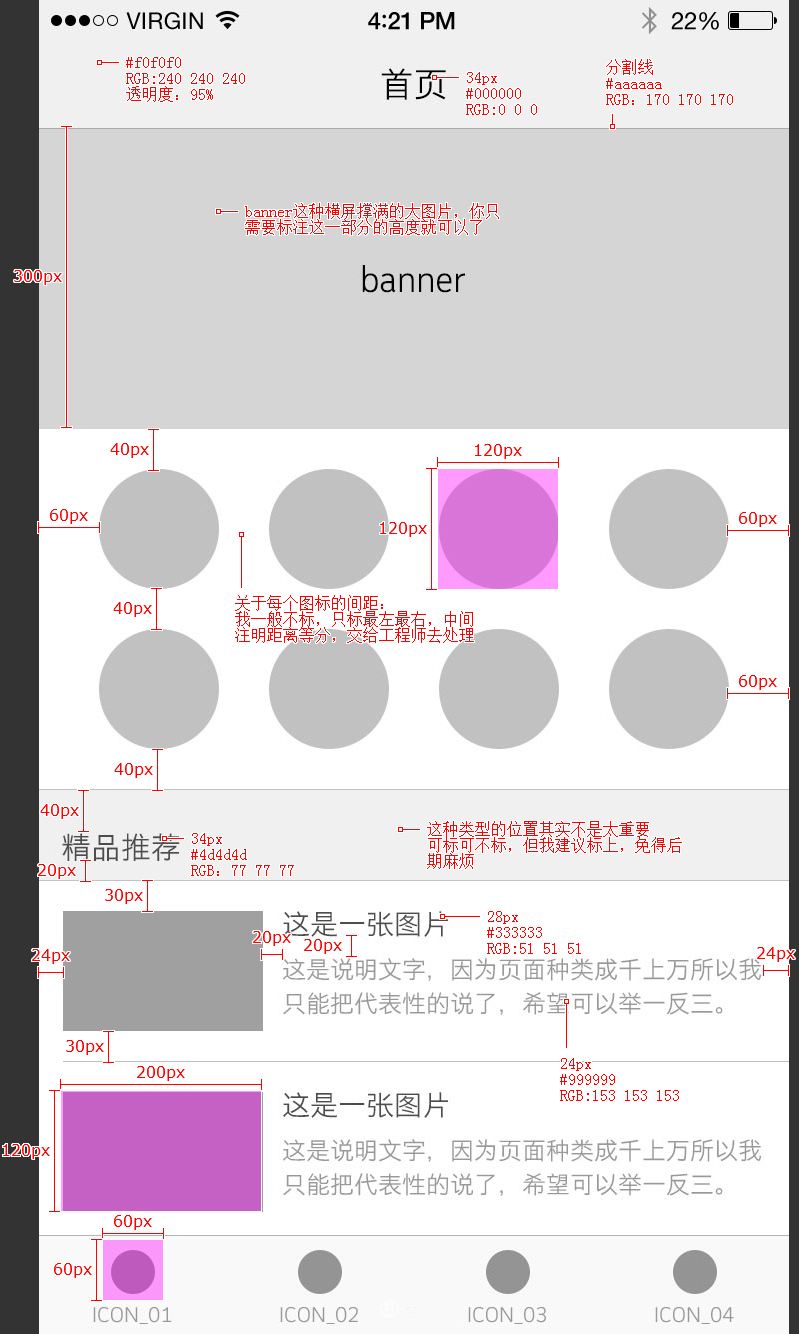 VIRGIN 4:21 PM 22%
#f0f0f0
RGB:240 240 240
透明度：95%
首页
34px
#000000
RGB:0 0 0
分割线
#aaaaaa
RGB：170 170 170
banner这种横屏撑满的大图片，你只
需要标注这一部分的高度就可以了
300px
banner
40px
120px
60px
120px
60px
40px
关于每个图标的间距：
我一般不标，只标最左最右，中间
注明距离等分，交给工程师去处理
60px
40px
40px
精品推荐
34px
#4d4d4d
RGB：77 77 77
这种类型的位置其实不是太重要
可标可不标，但我建议标上，免得后
期麻烦
20px
30px
这是一张图片
28px
#333333
RGB:51 51 51
20px
20px
24px
24px
这是说明文字，因为页面种类成千上万所以我
只能把代表性的说了，希望可以举一反三。
30px
24px
#999999
RGB:153 153 153
200px
这是一张图片
120px
这是说明文字，因为页面种类成千上万所以我
只能把代表性的说了，希望可以举一反三。
60px
60px
ICON_01 ICON_02 ICON_03 ICON_04